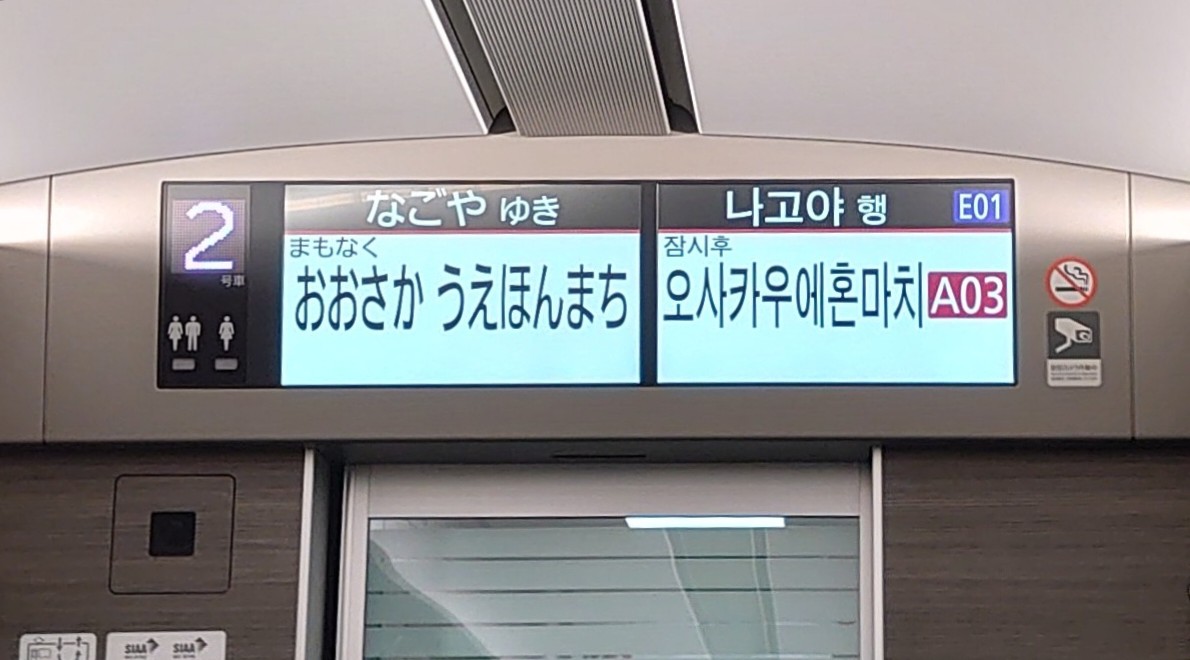 2
号車
なごや ゆき
まもなく
おおさか うえほんまち
나고야 행 E01
잠시후
오사카우에혼마치 A03
SIAA SIAA